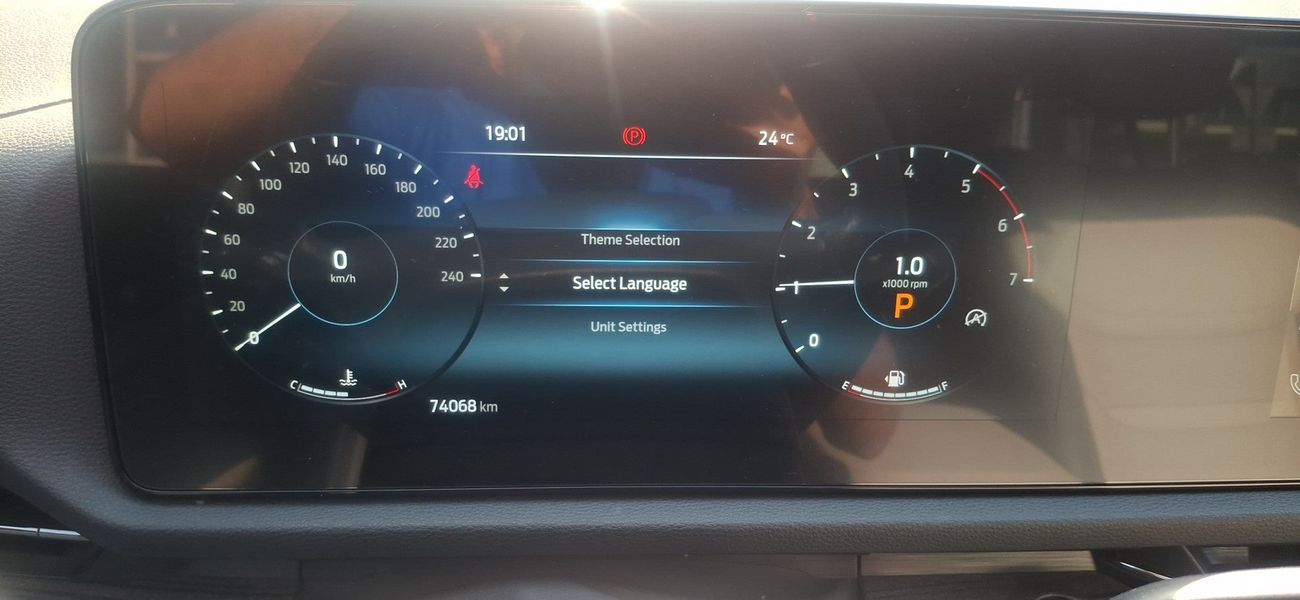 19:01
P
24 °C
0
20
40
60
80
100
120
140
160
180
200
220
240
0
km/h
C
H
74068 km
Theme Selection
Select Language
Unit Settings
0
1
2
3
4
5
6
7
1.0
x1000 rpm
P
A
E
F